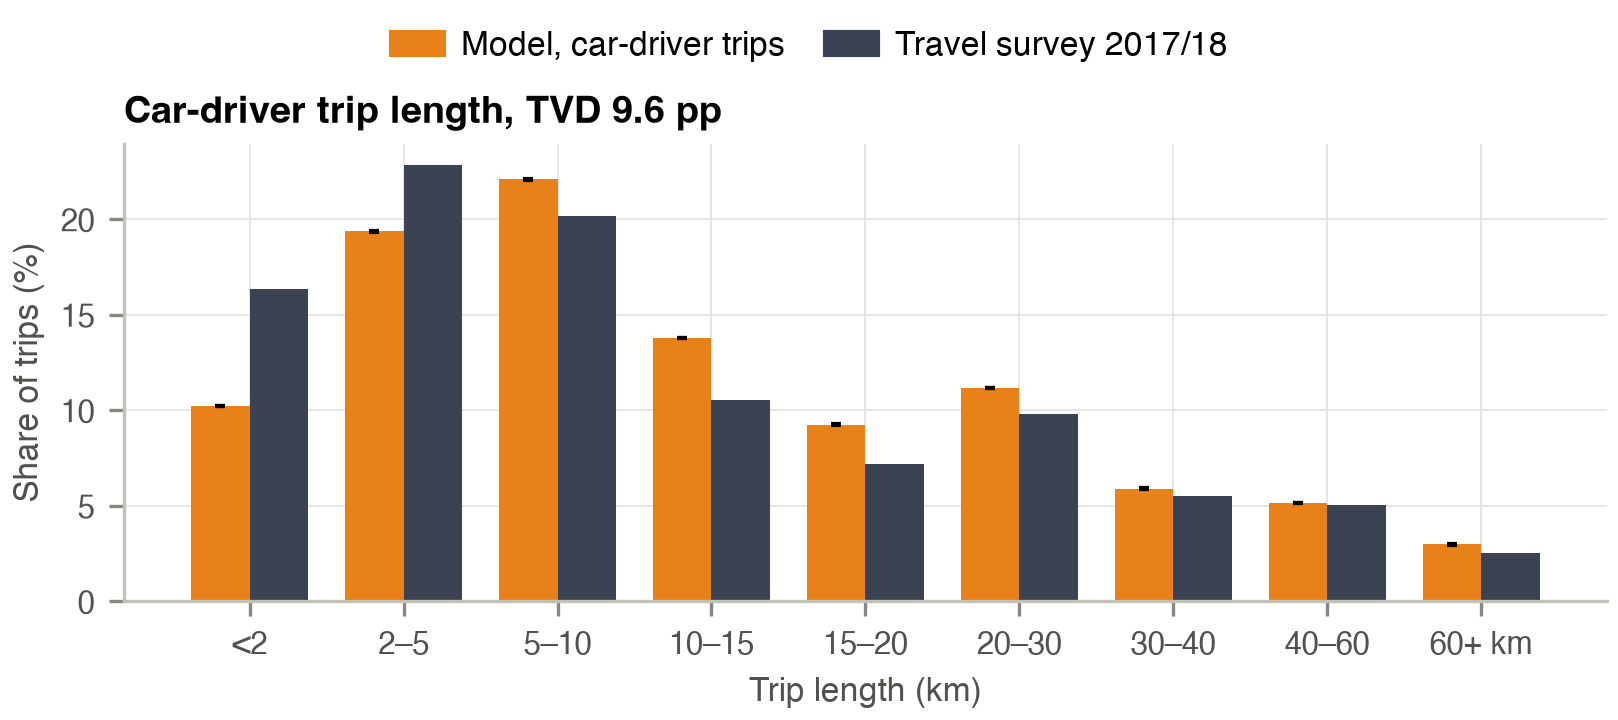 Model, car-driver trips
Travel survey 2017/18
Car-driver trip length, TVD 9.6 pp
Share of trips (%)
20
15
10
5
0
<2
2–5
5–10
10–15
15–20
20–30
30–40
40–60
60+ km
Trip length (km)